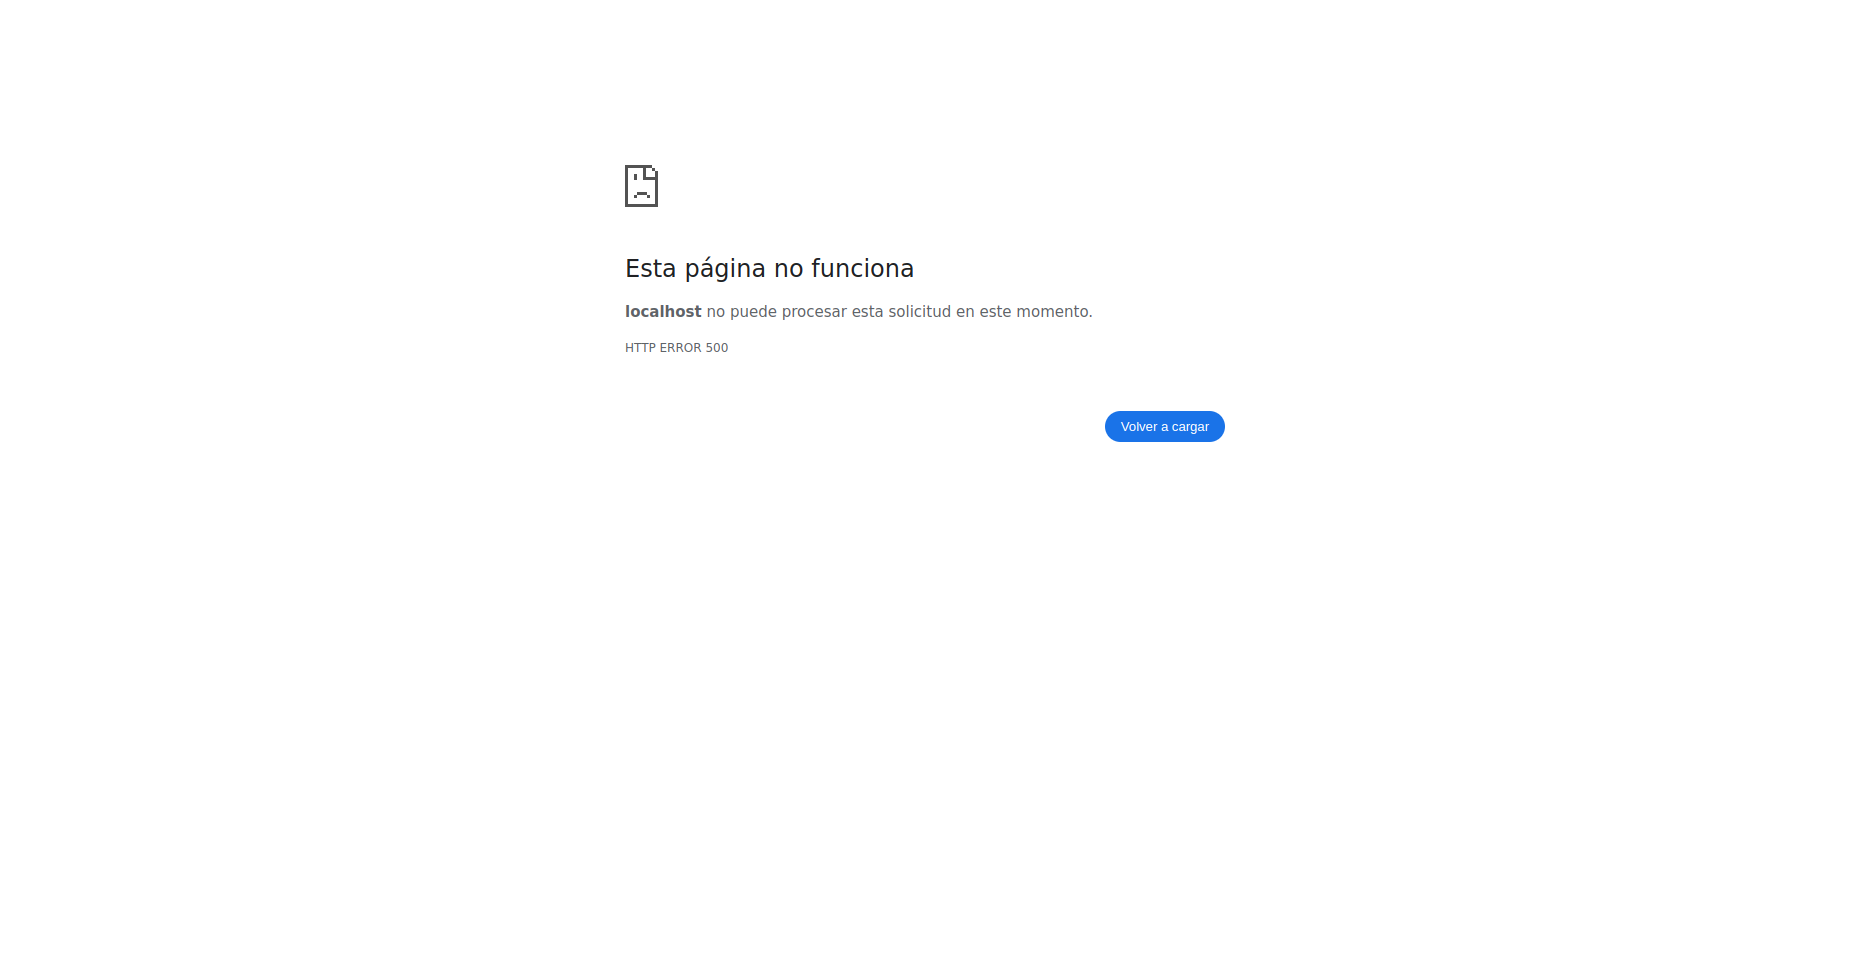 Esta página no funciona
localhost no puede procesar esta solicitud en este momento.
HTTP ERROR 500
Volver a cargar